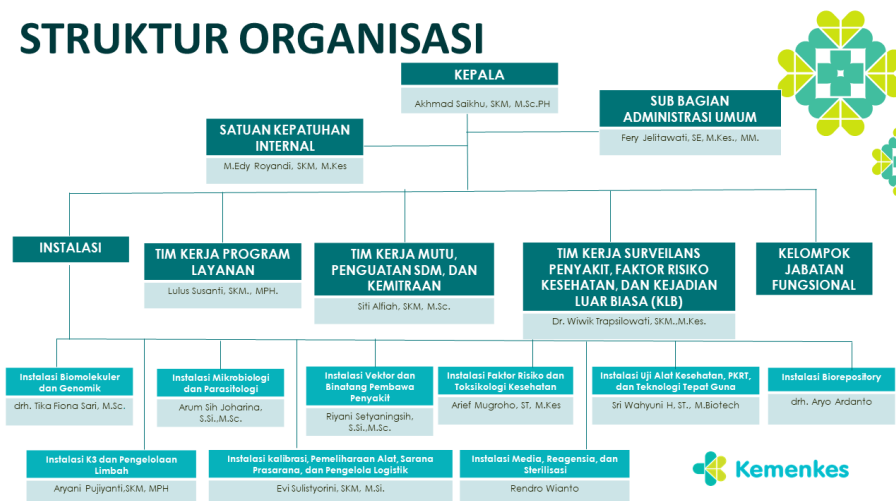 STRUKTUR ORGANISASI
KEPALA
Akhmad Saikhu, SKM, M.Sc.PH
SUB BAGIAN
ADMINISTRASI UMUM
Fery Jelitawati, SE, M.Kes., MM.
SATUAN KEPATUHAN
INTERNAL
M.Edy Royandi, SKM, M.Kes
INSTALASI
TIM KERJA PROGRAM
LAYANAN
Lulus Susanti, SKM., MPH.
TIM KERJA MUTU,
PENGUATAN SDM, DAN
KEMITRAAN
Siti Alfiah, SKM, M.Sc.
TIM KERJA SURVEILANS
PENYAKIT, FAKTOR RISIKO
KESEHATAN, DAN KEJADIAN
LUAR BIASA (KLB)
Dr. Wiwik Trapsilowati, SKM.,M.Kes.
KELOMPOK
JABATAN
FUNGSIONAL
Instalasi Biomolekuler
dan Genomik
drh. Tika Fiona Sari, M.Sc.
Instalasi Mikrobiologi
dan Parasitologi
Arum Sih Joharina,
S.Si.,M.Sc.
Instalasi Vektor dan
Binatang Pembawa
Penyakit
Riyani Setyaningsih,
S.Si.,M.Sc.
Instalasi Faktor Risiko dan
Toksikologi Kesehatan
Arief Mugroho, ST, M.Kes
Instalasi Uji Alat Kesehatan, PKRT,
dan Teknologi Tepat Guna
Sri Wahyuni H, ST., M.Biotech
Instalasi Biorepository
drh. Aryo Ardanto
Instalasi K3 dan Pengelolaan
Limbah
Aryani Pujiyanti,SKM, MPH
Instalasi kalibrasi, Pemeliharaan Alat, Sarana
Prasarana, dan Pengelola Logistik
Evi Sulistyorini, SKM, M.Si.
Instalasi Media, Reagensia, dan
Sterilisasi
Rendro Wianto
Kemenkes